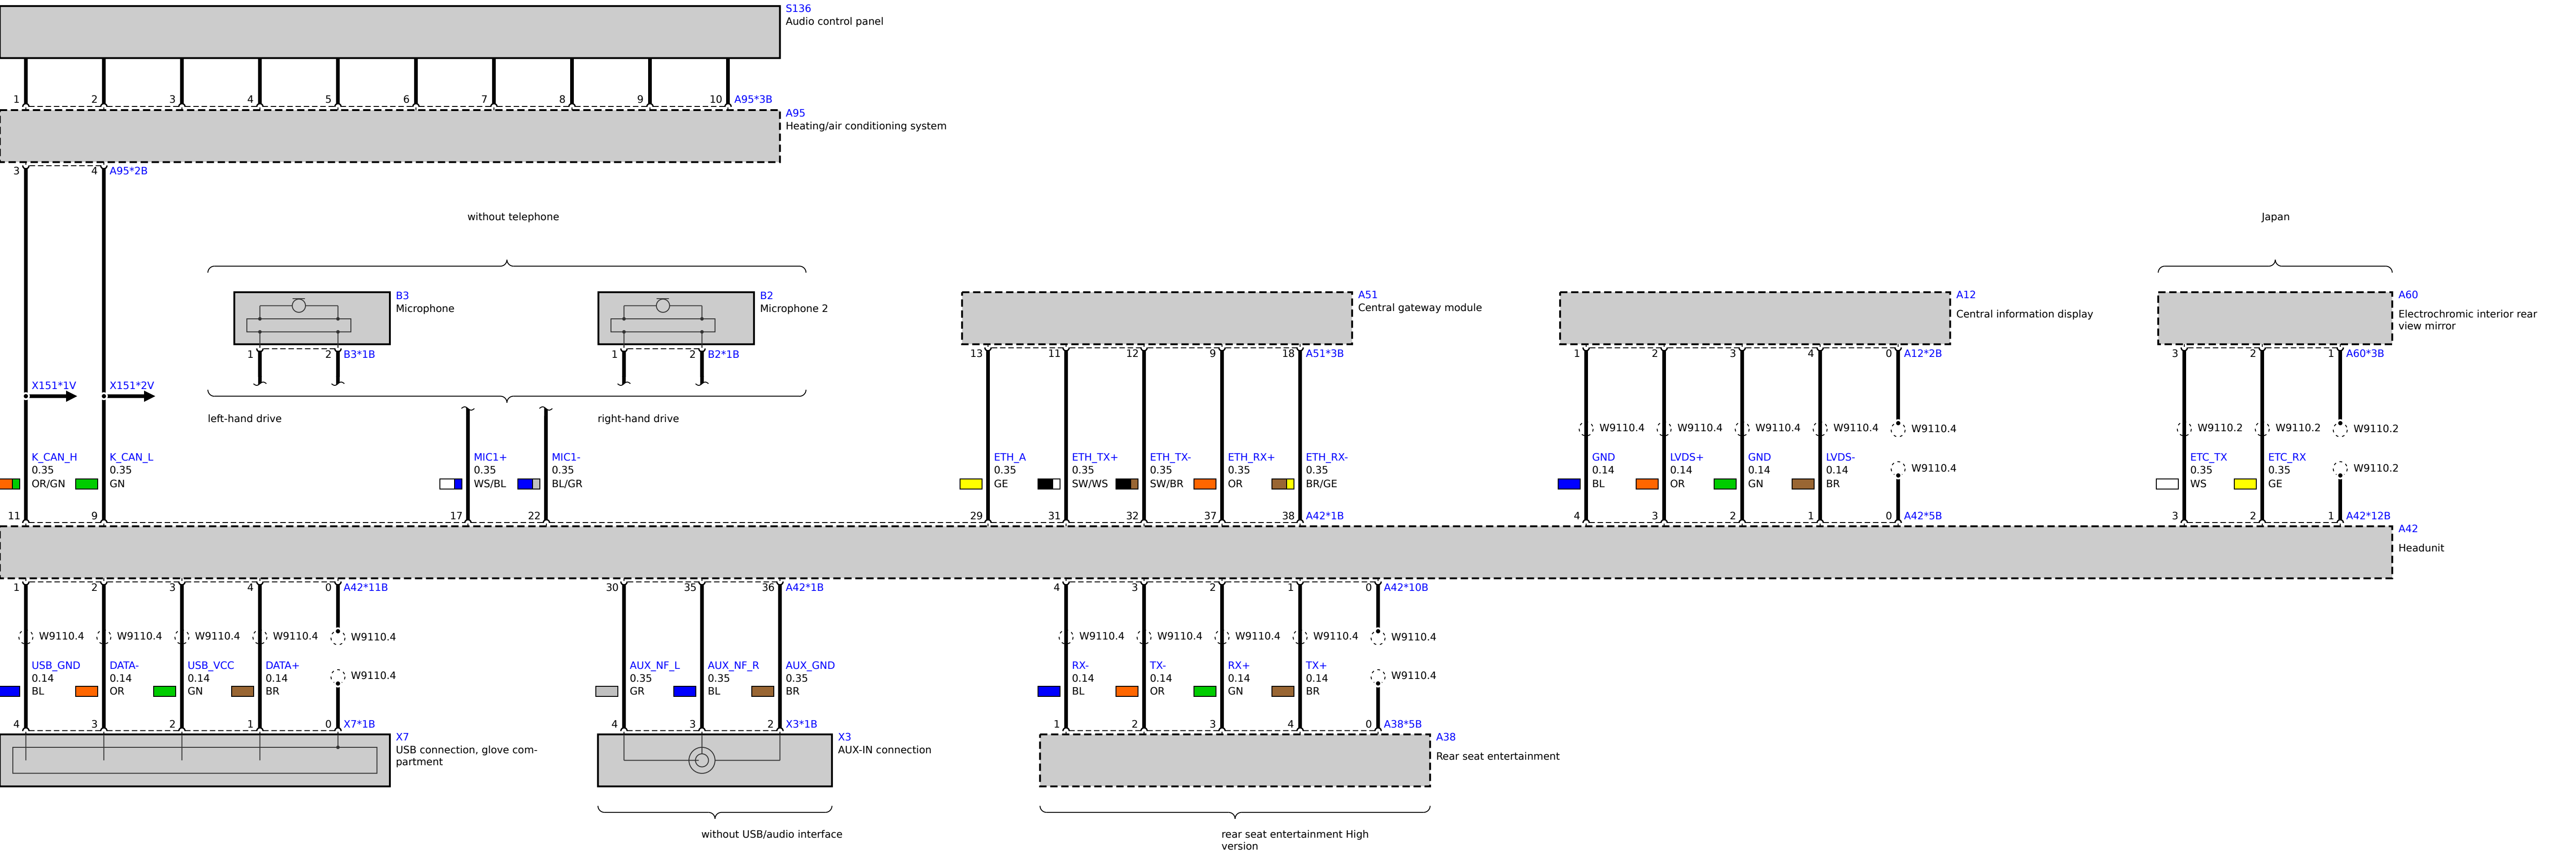 S136
Audio control panel
1 2 3 4 5 6 7 8 9 10 A95*3B
A95
Heating/air conditioning system
3 4 A95*2B
without telephone
Japan
B3
Microphone
B2
Microphone 2
A51
Central gateway module
A12
Central information display
A60
Electrochromic interior rear
view mirror
1 2 B3*1B 1 2 B2*1B 13 11 12 9 18 A51*3B 1 2 3 4 0 A12*2B 3 2 1 A60*3B
X151*1V X151*2V
left-hand drive right-hand drive
W9110.4 W9110.4 W9110.4 W9110.4 W9110.4 W9110.2 W9110.2 W9110.2
K_CAN_H K_CAN_L MIC1+ MIC1- ETH_A ETH_TX+ ETH_TX- ETH_RX+ ETH_RX- GND LVDS+ GND LVDS- ETC_TX ETC_RX
W9110.4 W9110.2
0.35 0.35 0.35 0.35 0.35 0.35 0.35 0.35 0.35 0.14 0.14 0.14 0.14 0.35 0.35
OR/GN GN WS/BL BL/GR GE SW/WS SW/BR OR BR/GE BL OR GN BR WS GE
11 9 17 22 29 31 32 37 38 A42*1B 4 3 2 1 0 A42*5B 3 2 1 A42*12B
A42
Headunit
1 2 3 4 0 A42*11B 30 35 36 A42*1B 4 3 2 1 0 A42*10B
W9110.4 W9110.4 W9110.4 W9110.4 W9110.4 W9110.4 W9110.4 W9110.4 W9110.4 W9110.4
USB_GND DATA- USB_VCC DATA+ AUX_NF_L AUX_NF_R AUX_GND RX- TX- RX+ TX+
W9110.4 W9110.4
0.14 0.14 0.14 0.14 0.35 0.35 0.35 0.14 0.14 0.14 0.14
BL OR GN BR GR BL BR BL OR GN BR
4 3 2 1 0 X7*1B 4 3 2 X3*1B 1 2 3 4 0 A38*5B
X7
USB connection, glove com-
partment
X3
AUX-IN connection
A38
Rear seat entertainment
without USB/audio interface
rear seat entertainment High
version